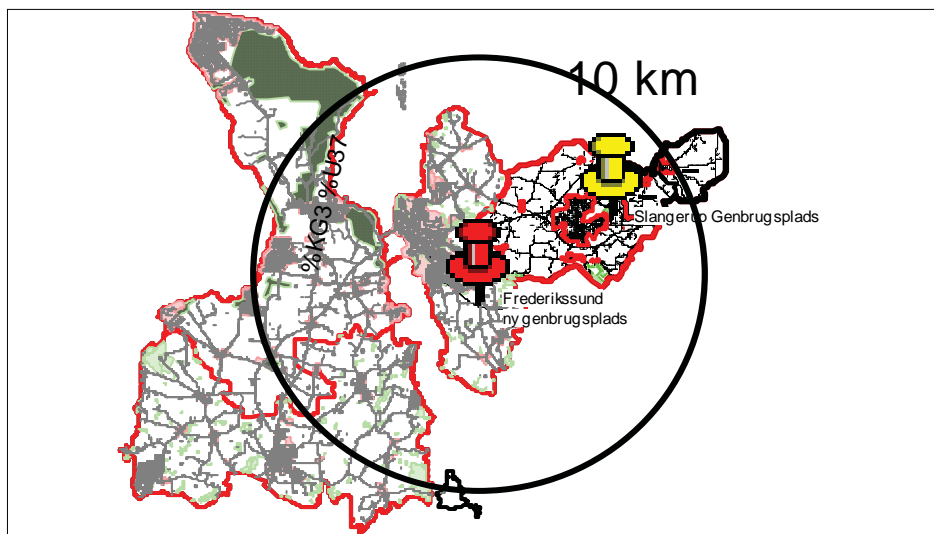 10 km
%KG3 %U37
Slangerup Genbrugsplads
Frederikssund
ny genbrugsplads